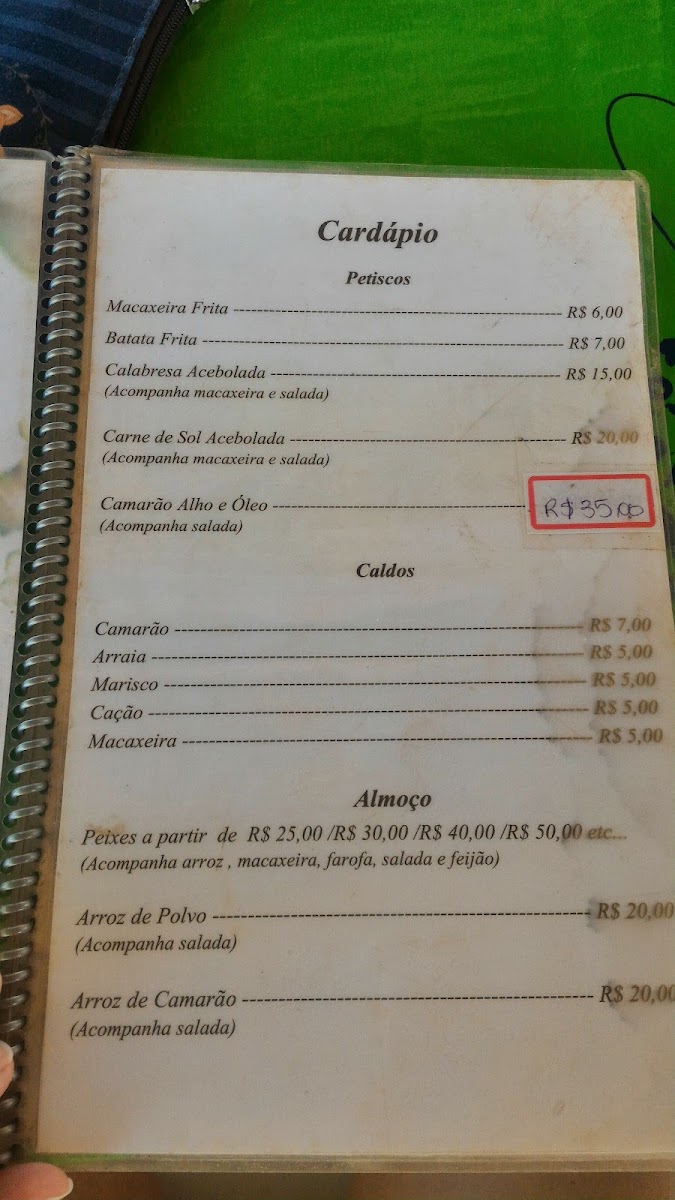 Cardápio
Petiscos
Macaxeira Frita ------------------------------------------------------------ R$ 6,00
Batata Frita ------------------------------------------------------------ R$ 7,00
Calabresa Acebolada ------------------------------------------------ R$ 15,00
(Acompanha macaxeira e salada)
Carne de Sol Acebolada --------------------------------------------- R$ 20,00
(Acompanha macaxeira e salada)
Camarão Alho e Óleo ------------------------------------------ R$ 35,00
(Acompanha salada)
Caldos
Camarão ------------------------------------------------------------ R$ 7,00
Arraia ------------------------------------------------------------ R$ 5,00
Marisco ------------------------------------------------------------ R$ 5,00
Cação ------------------------------------------------------------ R$ 5,00
Macaxeira ------------------------------------------------------------ R$ 5,00
Almoço
Peixes a partir de R$ 25,00 /R$ 30,00 /R$ 40,00 /R$ 50,00 etc...
(Acompanha arroz , macaxeira, farofa, salada e feijão)
Arroz de Polvo ------------------------------------------------------ R$ 20,00
(Acompanha salada)
Arroz de Camarão -------------------------------------------------- R$ 20,00
(Acompanha salada)